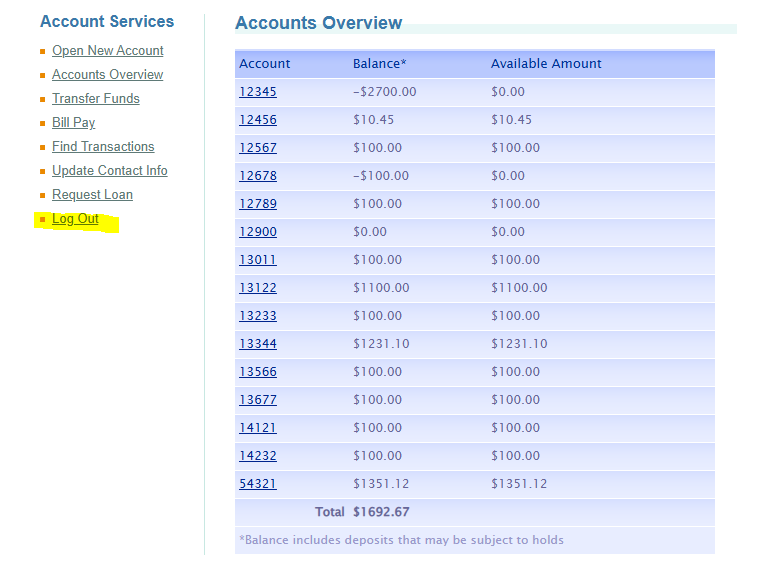 Account Services
Open New Account
Accounts Overview
Transfer Funds
Bill Pay
Find Transactions
Update Contact Info
Request Loan
Log Out
Accounts Overview
Account Balance* Available Amount
12345 -$2700.00 $0.00
12456 $10.45 $10.45
12567 $100.00 $100.00
12678 -$100.00 $0.00
12789 $100.00 $100.00
12900 $0.00 $0.00
13011 $100.00 $100.00
13122 $1100.00 $1100.00
13233 $100.00 $100.00
13344 $1231.10 $1231.10
13566 $100.00 $100.00
13677 $100.00 $100.00
14121 $100.00 $100.00
14232 $100.00 $100.00
54321 $1351.12 $1351.12
Total $1692.67
*Balance includes deposits that may be subject to holds